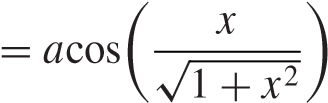 = acos(x / √(1 + x²))